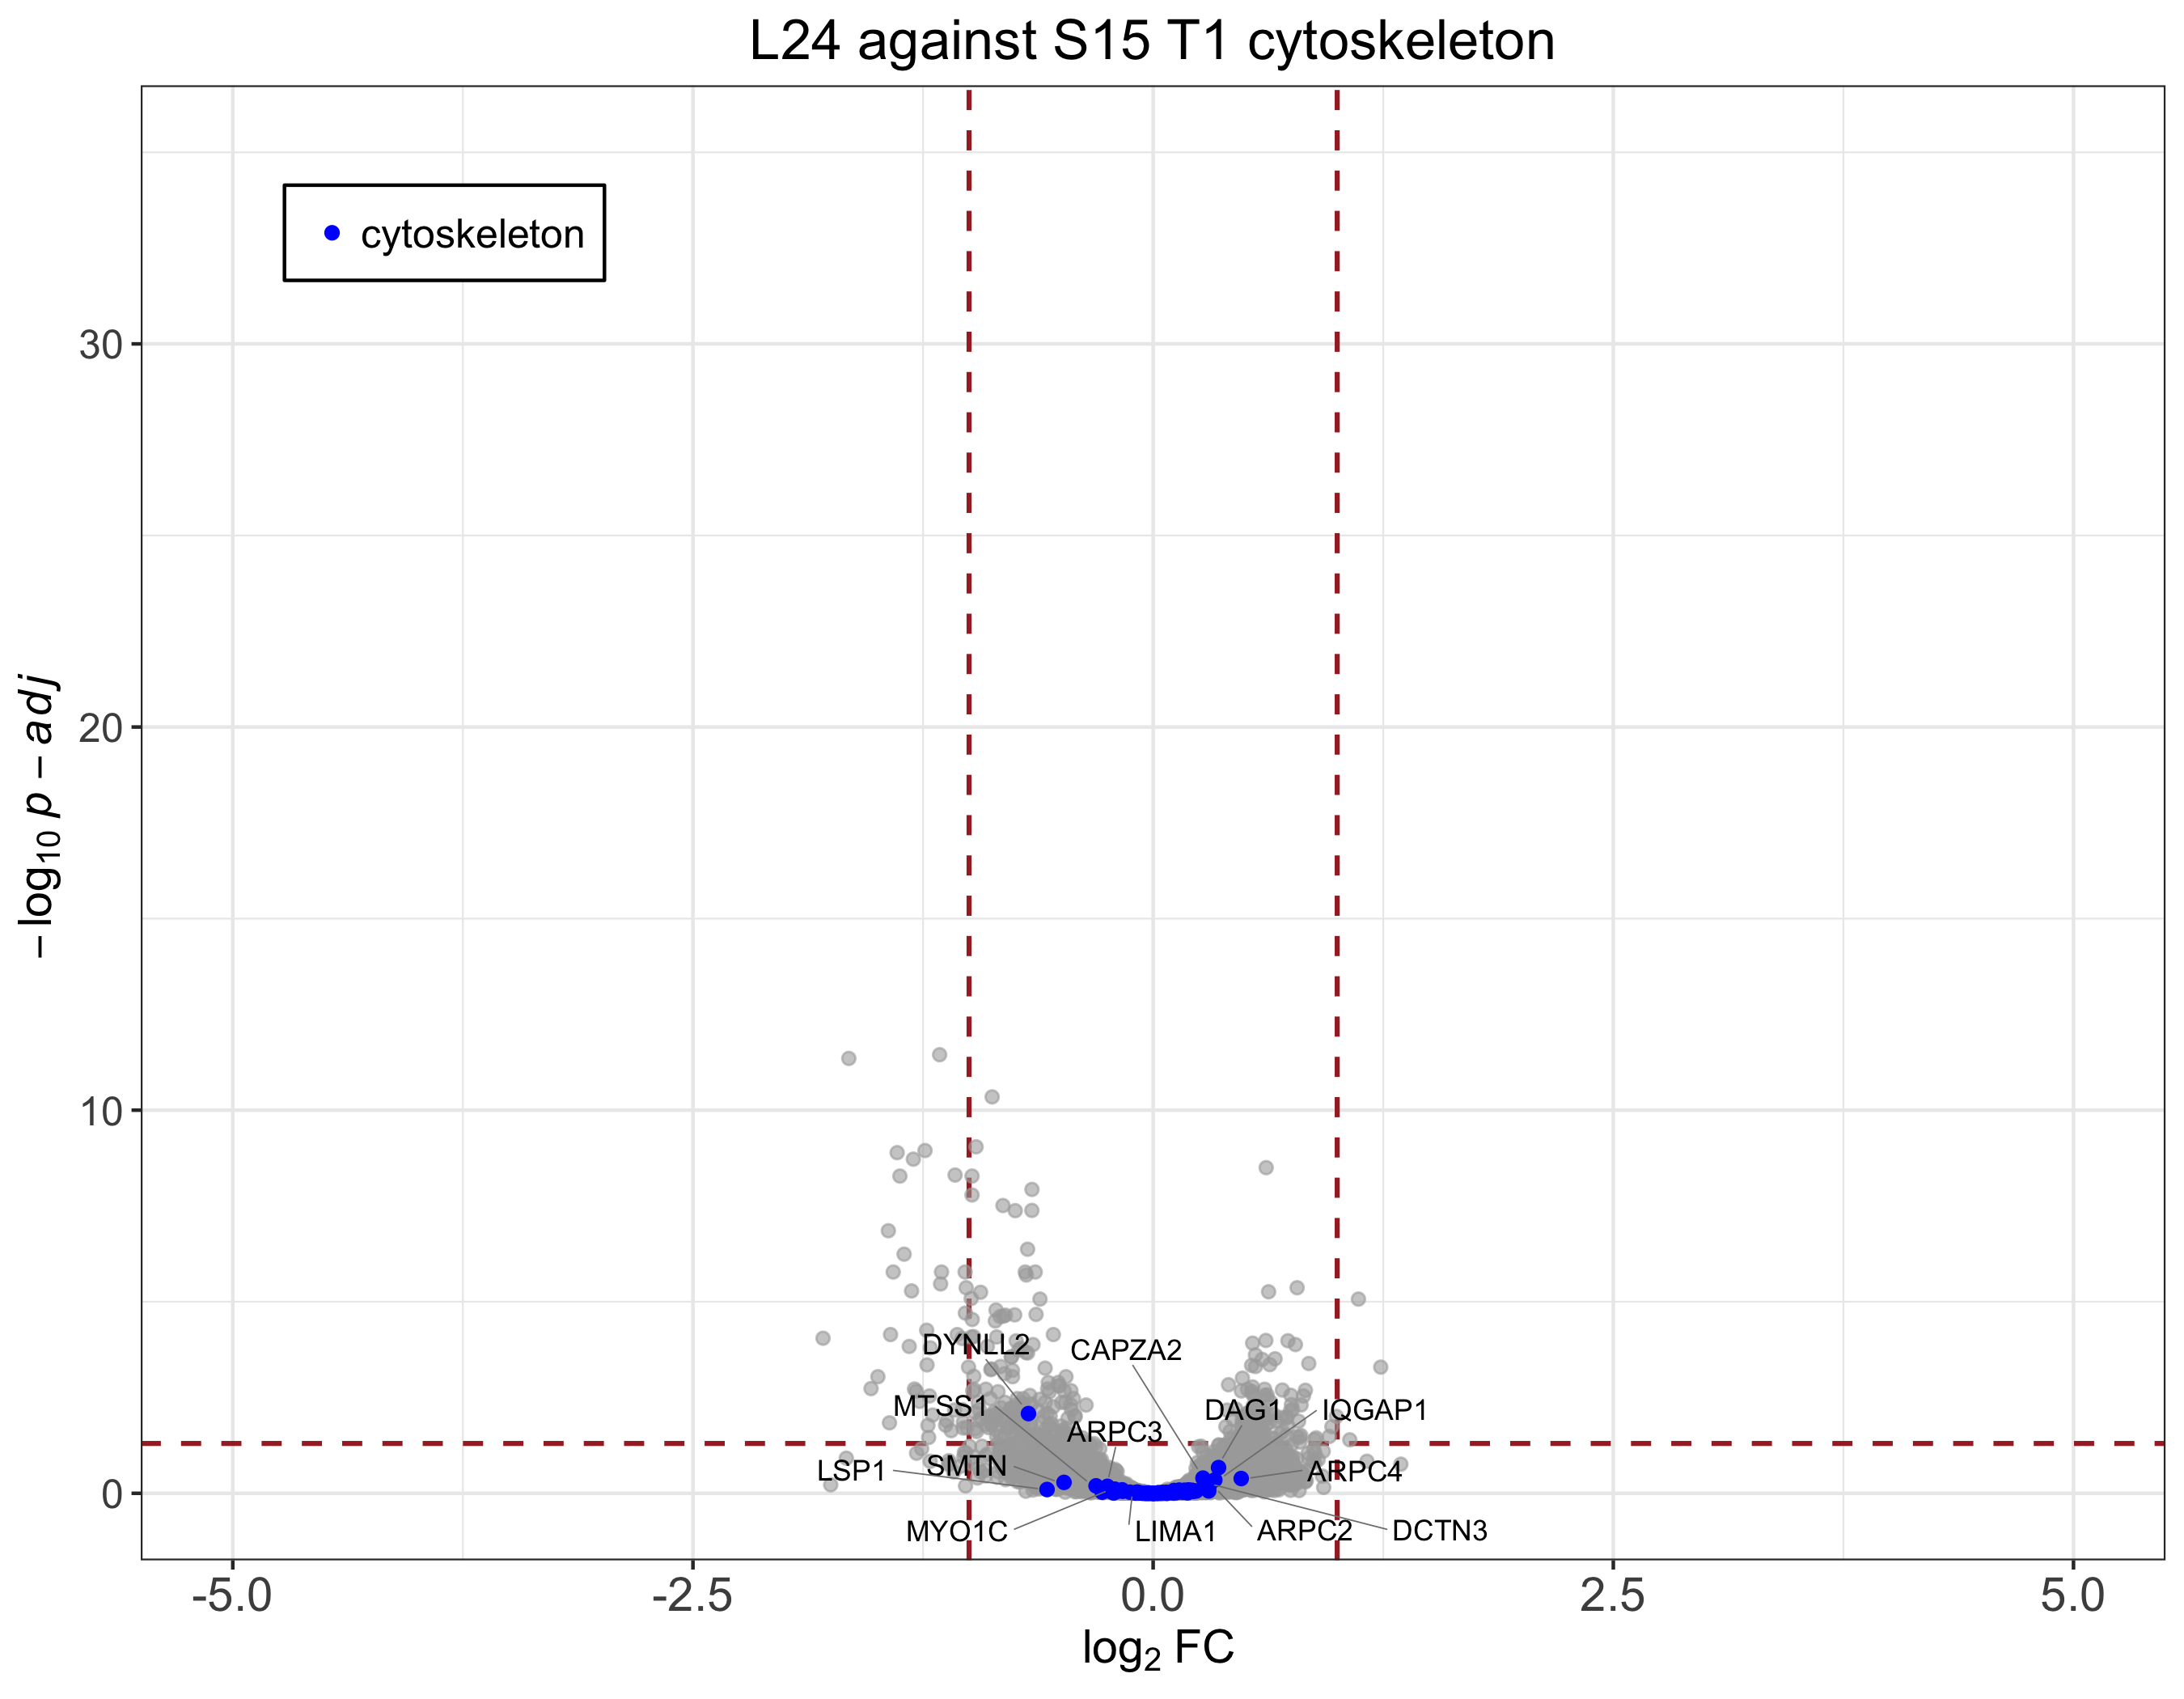 L24 against S15 T1 cytoskeleton
cytoskeleton
30
20
10
0
−log10 p − adj
DYNLL2
CAPZA2
MTSS1
DAG1
IQGAP1
ARPC3
LSP1
SMTN
ARPC4
MYO1C
LIMA1
ARPC2
DCTN3
-5.0
-2.5
0.0
2.5
5.0
log2 FC